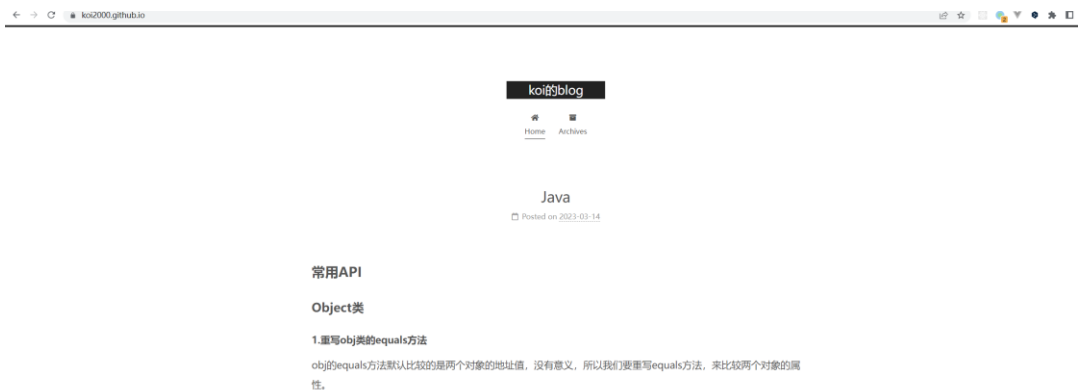 koi2000.github.io
koi的blog
Home Archives
Java
Posted on 2023-03-14
常用API
Object类
1.重写obj类的equals方法
obj的equals方法默认比较的是两个对象的地址值，没有意义，所以我们要重写equals方法，来比较两个对象的属
性。